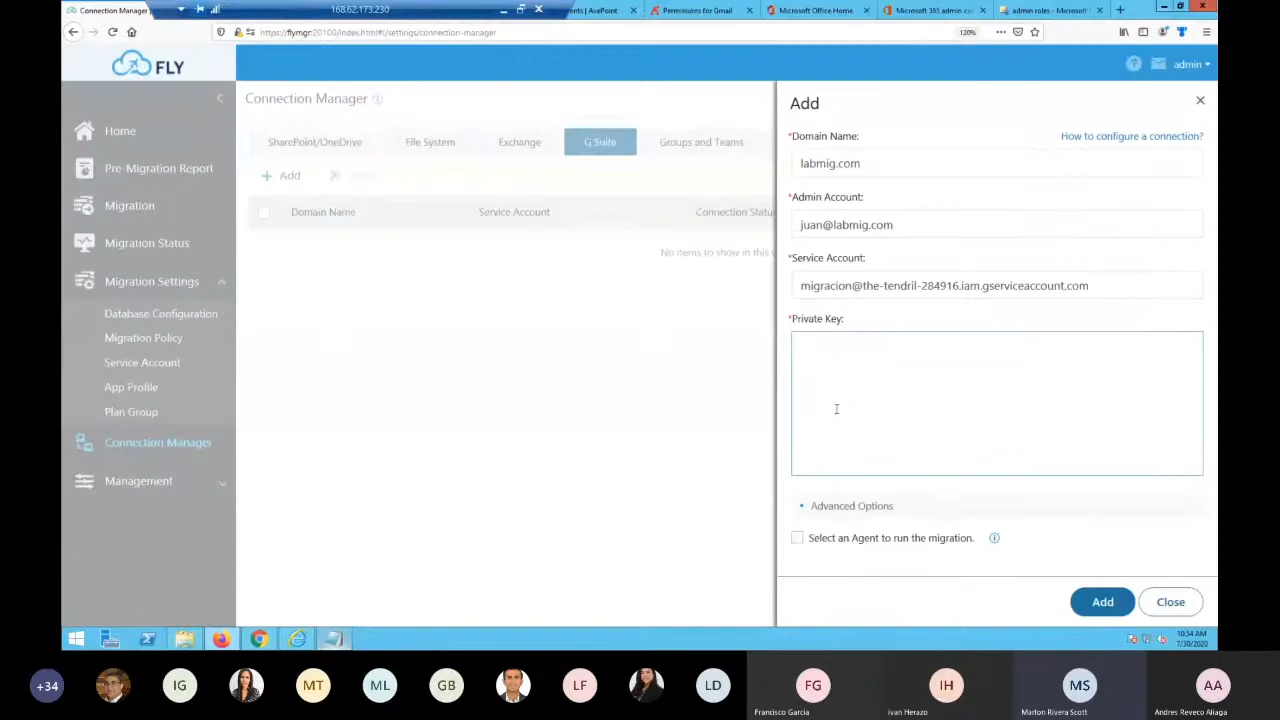 Connection Manager
168.62.173.230
ents | AvePoint
Permissions for Gmail
Microsoft Office Home
Microsoft 365 admin ce
admin roles - Microsoft
https://flymgr:20100/index.html#!/settings/connection-manager
120%
FLY
admin
Home
Pre-Migration Report
Migration
Migration Status
Migration Settings
Database Configuration
Migration Policy
Service Account
App Profile
Plan Group
Connection Manager
Management
Connection Manager
SharePoint/OneDrive
File System
Exchange
G Suite
Groups and Teams
Add
Domain Name
Service Account
Connection Statu
No items to show in this
Add
*Domain Name:
How to configure a connection?
labmig.com
*Admin Account:
juan@labmig.com
*Service Account:
migracion@the-tendril-284916.iam.gserviceaccount.com
*Private Key:
Advanced Options
Select an Agent to run the migration.
Add
Close
10:34 AM
7/30/2020
+34
IG
MT
ML
GB
LF
LD
FG
IH
MS
AA
Francisco Garcia
ivan Herazo
Marlon Rivera Scott
Andres Reveco Aliaga